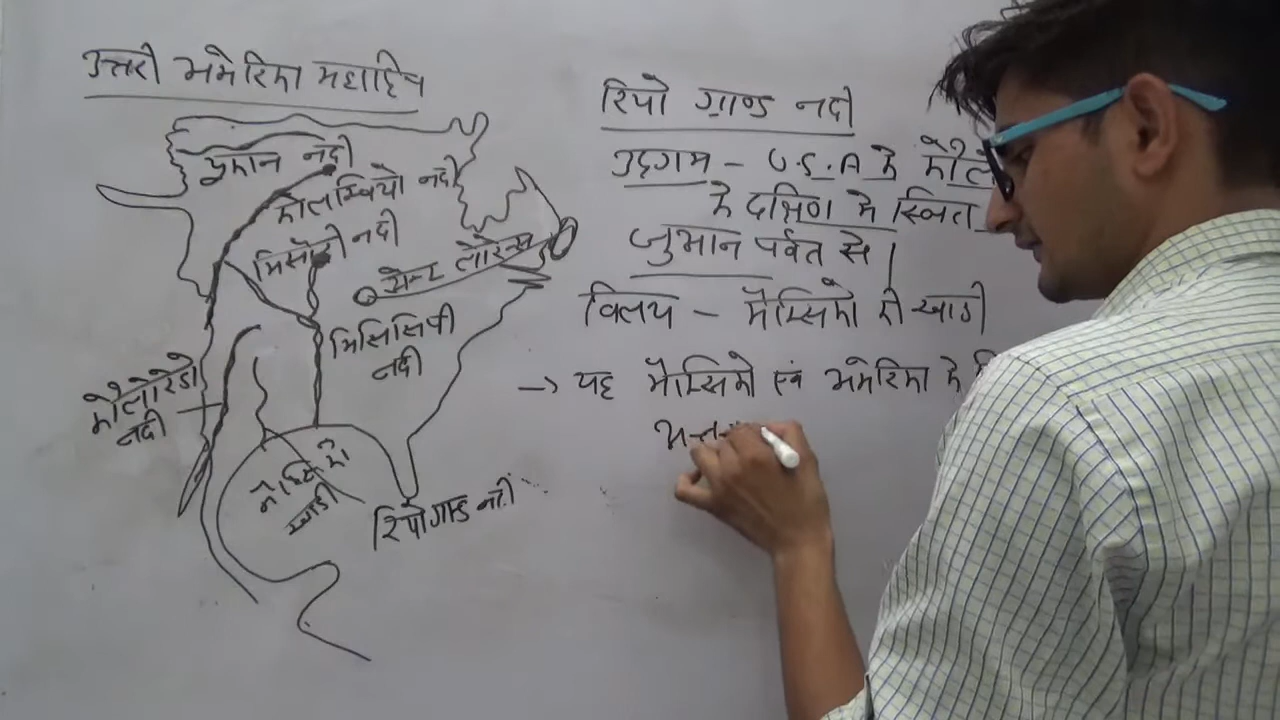 उत्तरी अमेरिका महाद्विप
युकान नदी
कोलम्बियो नदी
मिसौरी नदी
सेन्ट लोरेन्स
मिसिसिपी
नदी
कोलोरेडो
नदी
मैक्सिको
खाडी
रियो ग्राण्ड नदी
रियो ग्राण्ड नदी
उद्गम - U.S.A के
के दक्षिण मे स्थित
जुआन पर्वत से।
विलय - मैक्सिको की खाडी
→ यह मैक्सिको एवं अमेरिका के